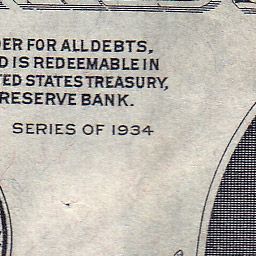 DER FOR ALL DEBTS,
D IS REDEEMABLE IN
TED STATES TREASURY,
RESERVE BANK.
SERIES OF 1934